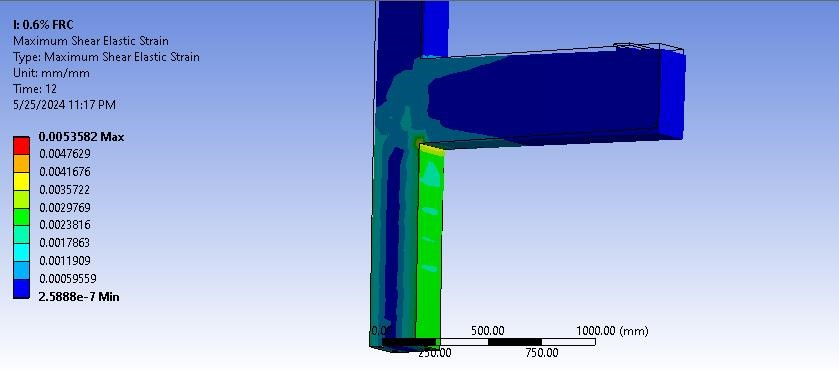 I: 0.6% FRC
Maximum Shear Elastic Strain
Type: Maximum Shear Elastic Strain
Unit: mm/mm
Time: 12
5/25/2024 11:17 PM
0.0053582 Max
0.0047629
0.0041676
0.0035722
0.0029769
0.0023816
0.0017863
0.0011909
0.00059559
2.5888e-7 Min
0.00 500.00 1000.00 (mm)
250.00 750.00